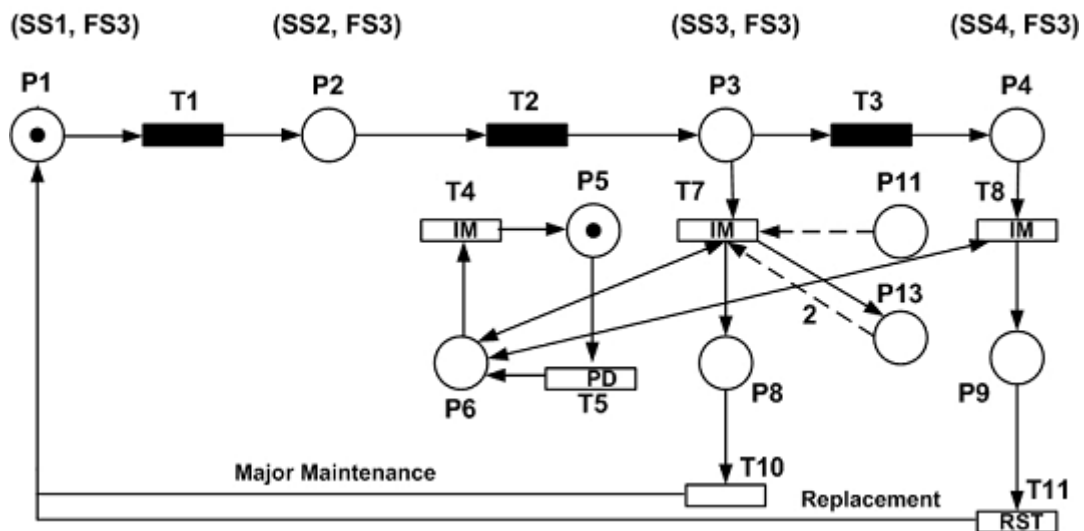 (SS1, FS3) (SS2, FS3) (SS3, FS3) (SS4, FS3)
P1 T1 P2 T2 P3 T3 P4
T4 P5 T7 P11 T8
IM IM IM
P13
2
PD
P6 T5 P8 P9
Major Maintenance T10
Replacement T11
RST